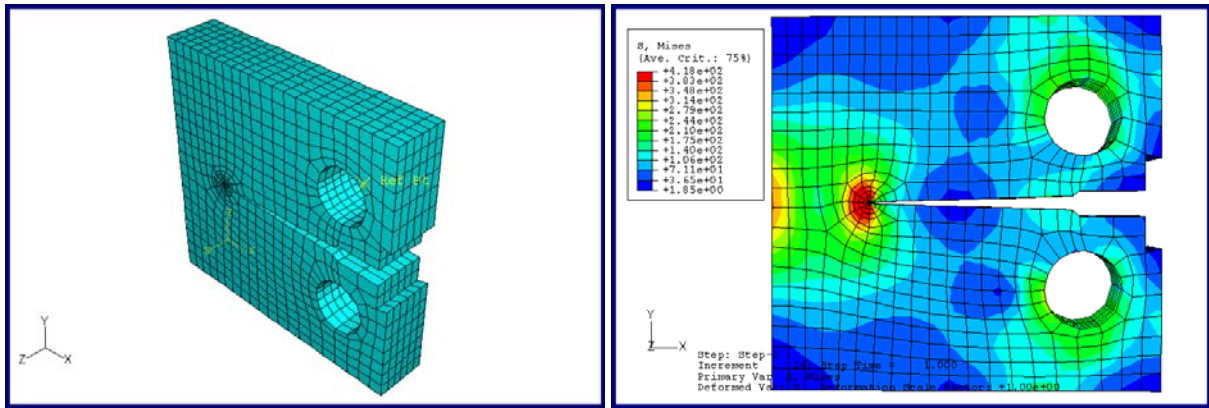 Ref Pt
Y
Z
X
S, Mises
(Ave. Crit.: 75%)
+4.18e+02
+3.83e+02
+3.48e+02
+3.14e+02
+2.79e+02
+2.44e+02
+2.10e+02
+1.75e+02
+1.40e+02
+1.06e+02
+7.11e+01
+3.65e+01
+1.85e+00
Y
Z
X
Step: Step-
Increment Step Time = 1.000
Primary Var: S, Mises
Deformed Var: Deformation Scale Factor: +1.00e+00